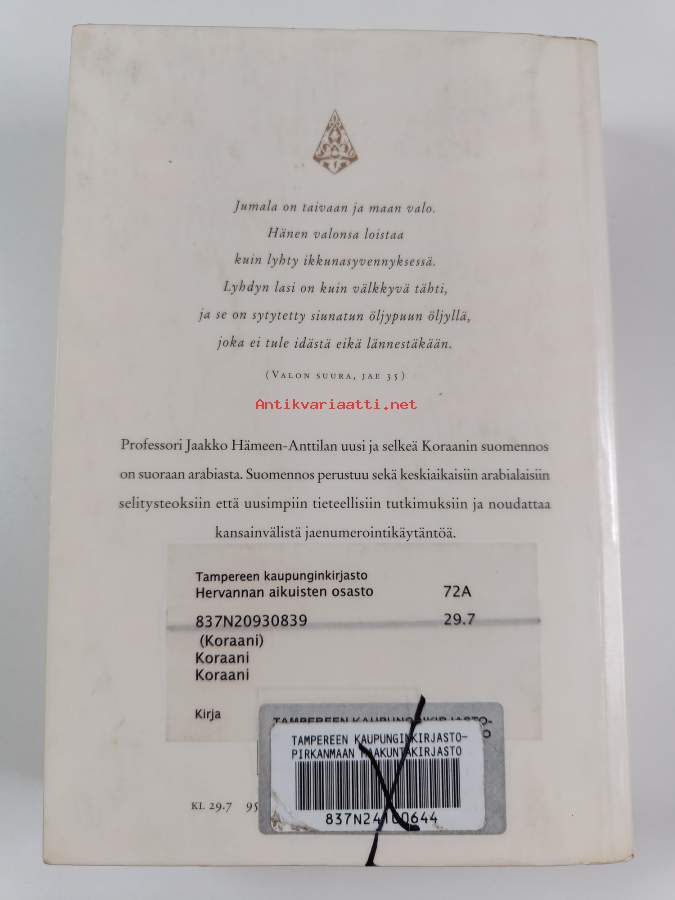 Jumala on taivaan ja maan valo.
Hänen valonsa loistaa
kuin lyhty ikkunasyvennyksessä.
Lyhdyn lasi on kuin välkkyvä tähti,
ja se on sytytetty siunatun öljypuun öljyllä,
joka ei tule idästä eikä lännestäkään.
(Valon suura, jae 35)
Antikvariaatti.net
Professori Jaakko Hämeen-Anttilan uusi ja selkeä Koraanin suomennos
on suoraan arabiasta. Suomennos perustuu sekä keskiaikaisiin arabialaisiin
selitysteoksiin että uusimpiin tieteellisiin tutkimuksiin ja noudattaa
kansainvälistä jaenumerointikäytäntöä.
Tampereen kaupunginkirjasto
Hervannan aikuisten osasto 72A
837N20930839 29.7
(Koraani)
Koraani
Koraani
Kirja
TAMPEREEN KAUPUNGINKIRJASTO-
TAMPEREEN KAUPUNGINKIRJASTO-
PIRKANMAAN MAAKUNTAKIRJASTO
KL 29.7 95
837N24100644